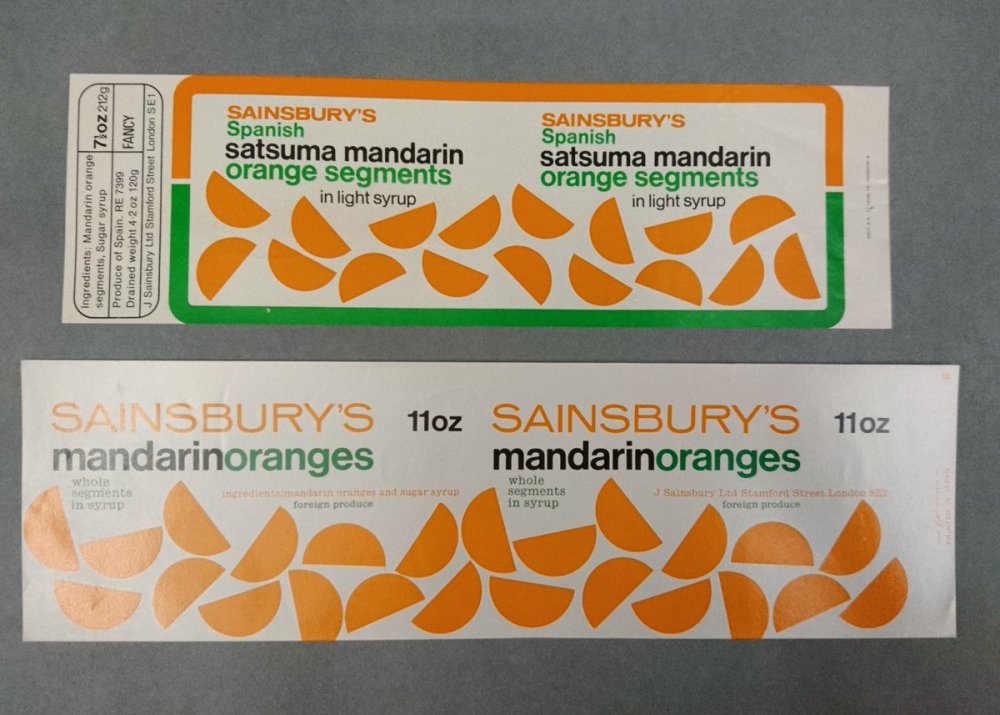 Ingredients: Mandarin orange
segments, Sugar syrup
7½oz 212g
Produce of Spain. RE 7399
Drained weight 4 2 oz 120g
FANCY
J Sainsbury Ltd Stamford Street London SE1
SAINSBURY'S
Spanish
satsuma mandarin
orange segments
in light syrup
SAINSBURY'S
Spanish
satsuma mandarin
orange segments
in light syrup
SAINSBURY'S 11oz
mandarinoranges
whole
segments
in syrup
ingredients:mandarin oranges and sugar syrup
foreign produce
SAINSBURY'S 11oz
mandarinoranges
whole
segments
in syrup
J Sainsbury Ltd Stamford Street London SE1
foreign produce